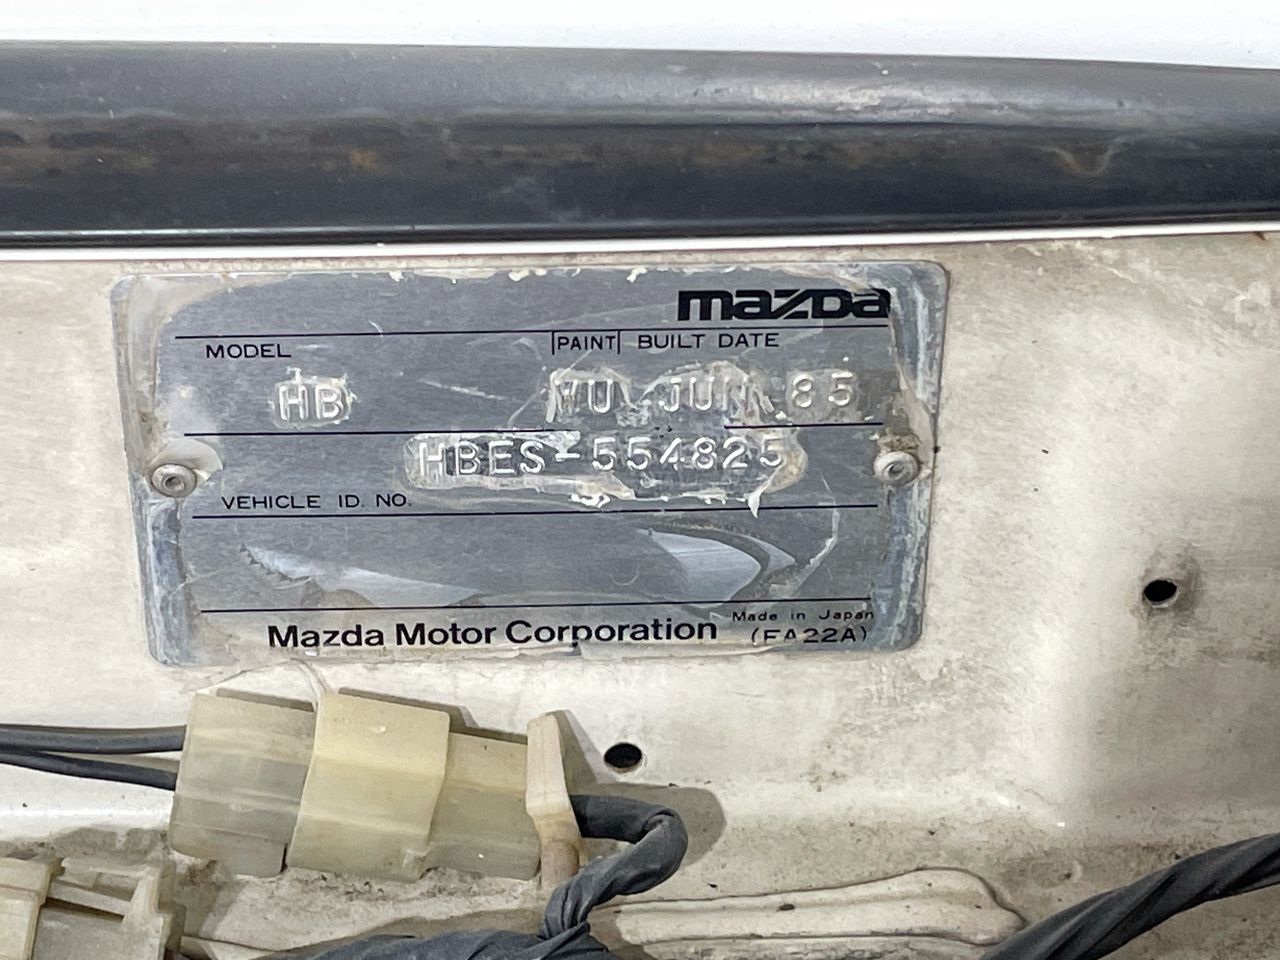 mazda
MODEL PAINT BUILT DATE
HB WU JUN 85
HBES-554825
VEHICLE ID. NO.
Made in Japan
Mazda Motor Corporation (FA22A)